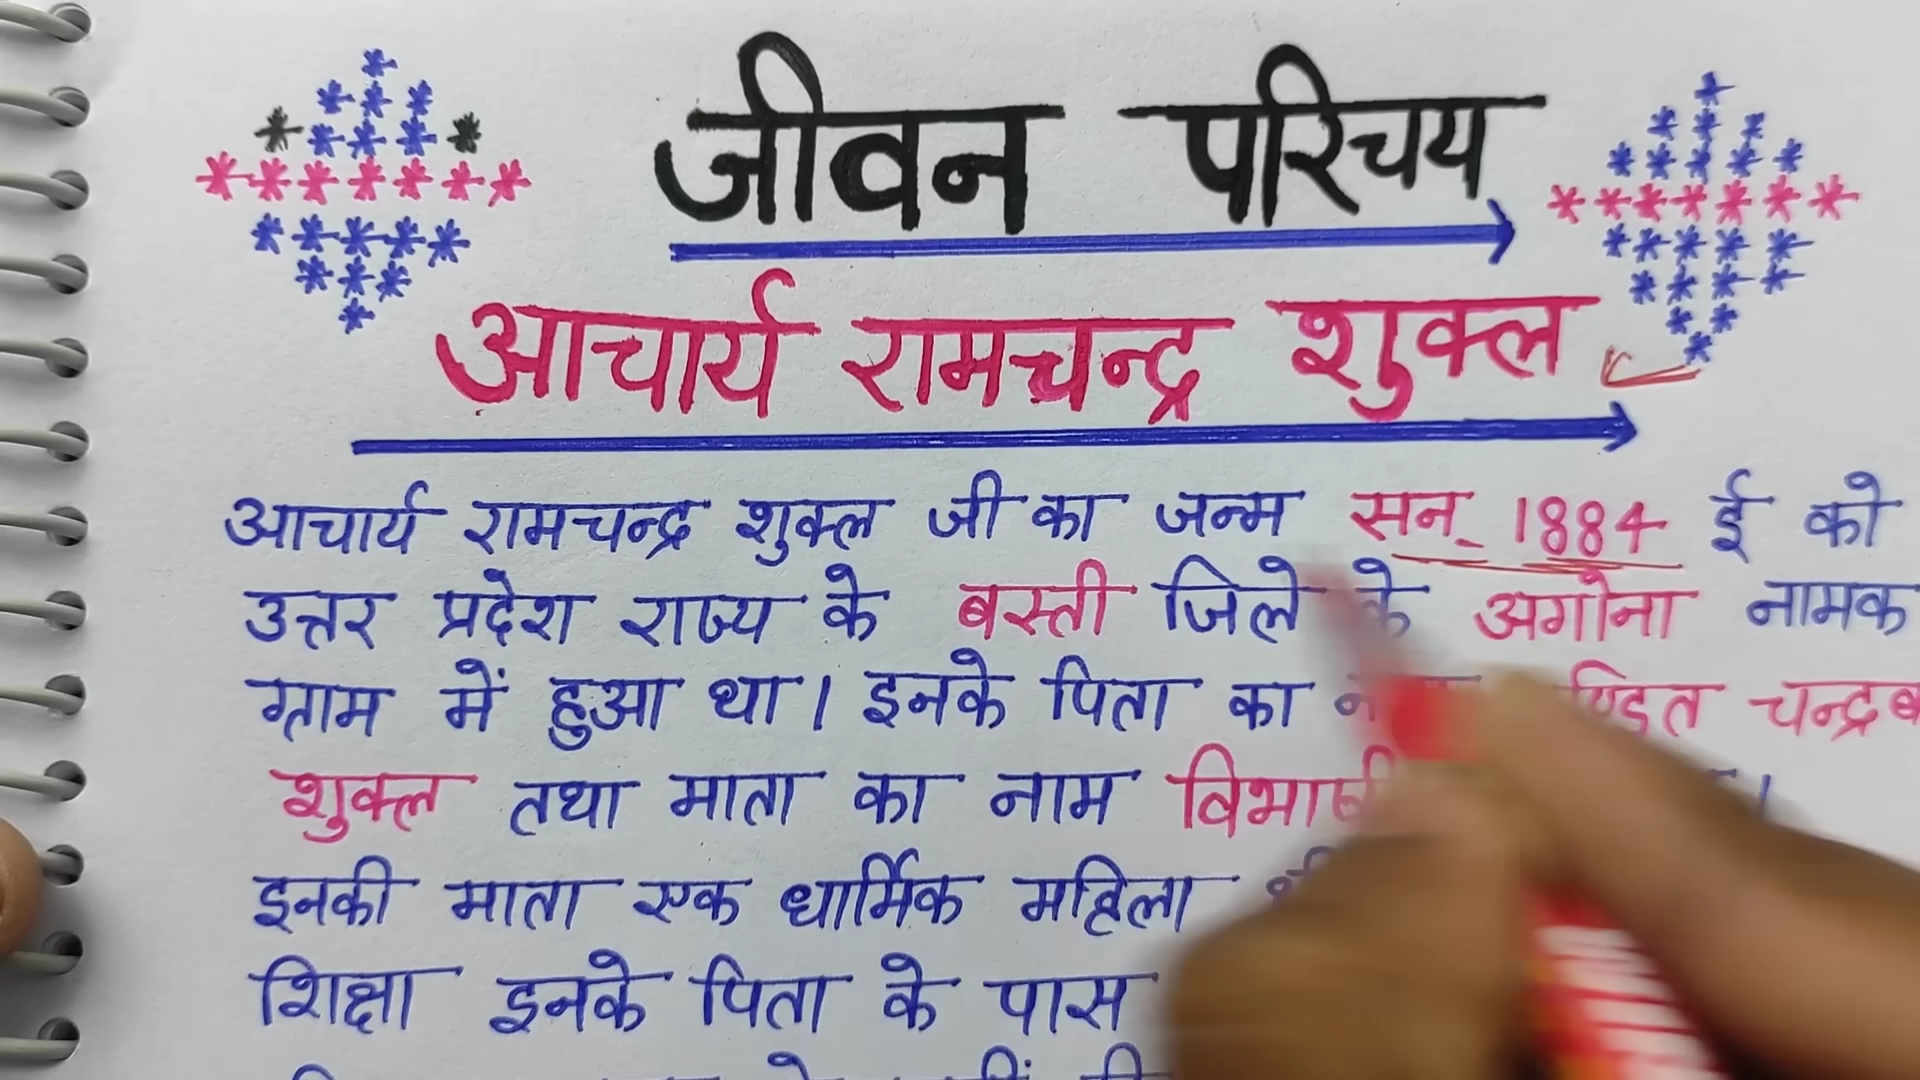 जीवन परिचय
आचार्य रामचन्द्र शुक्ल
आचार्य रामचन्द्र शुक्ल जी का जन्म सन् 1884 ई को
उत्तर प्रदेश राज्य के बस्ती जिले के अगोना नामक
ग्राम में हुआ था। इनके पिता का
शुक्ल तथा माता का नाम
इनकी माता एक धार्मिक महिला
शिक्षा इनके पिता के पास